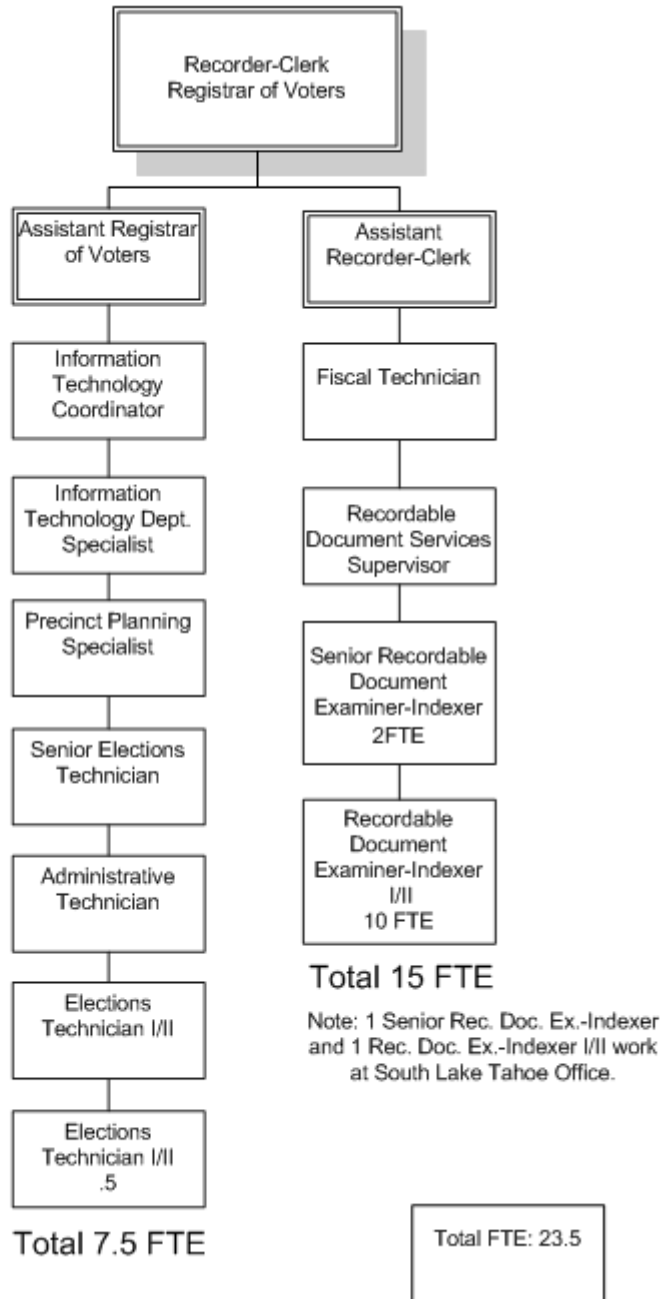 Recorder-Clerk
Registrar of Voters
Assistant Registrar
of Voters
Information
Technology
Coordinator
Information
Technology Dept.
Specialist
Precinct Planning
Specialist
Senior Elections
Technician
Administrative
Technician
Elections
Technician I/II
Elections
Technician I/II
.5
Total 7.5 FTE
Assistant
Recorder-Clerk
Fiscal Technician
Recordable
Document Services
Supervisor
Senior Recordable
Document
Examiner-Indexer
2FTE
Recordable
Document
Examiner-Indexer
I/II
10 FTE
Total 15 FTE
Note: 1 Senior Rec. Doc. Ex.-Indexer
and 1 Rec. Doc. Ex.-Indexer I/II work
at South Lake Tahoe Office.
Total FTE: 23.5